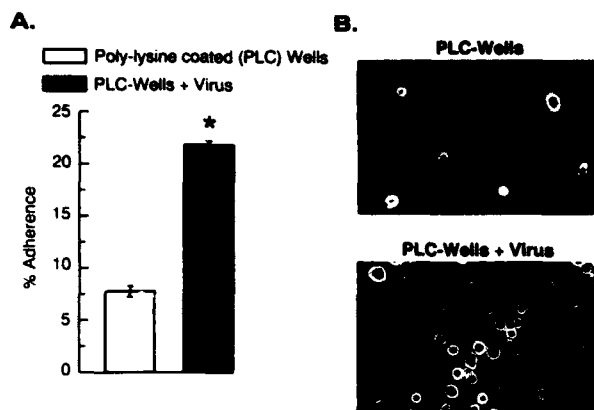 A.
Poly-lysine coated (PLC) Wells
PLC-Wells + Virus
25
20
15
10
5
0
% Adherence
*
B.
PLC-Wells
PLC-Wells + Virus